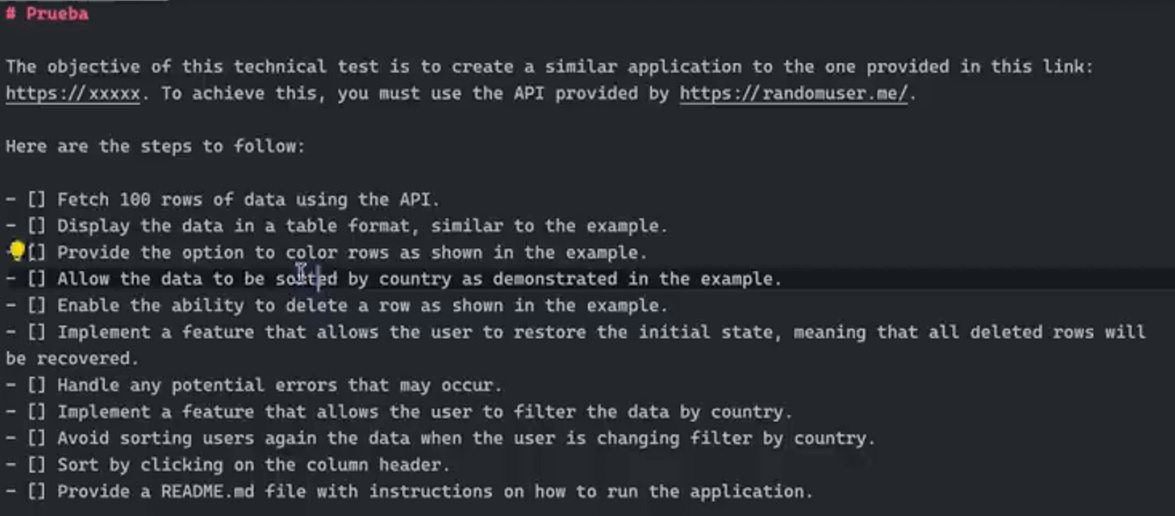 # Prueba
The objective of this technical test is to create a similar application to the one provided in this link:
https://xxxxx. To achieve this, you must use the API provided by https://randomuser.me/.
Here are the steps to follow:
- [] Fetch 100 rows of data using the API.
- [] Display the data in a table format, similar to the example.
- [] Provide the option to color rows as shown in the example.
- [] Allow the data to be sorted by country as demonstrated in the example.
- [] Enable the ability to delete a row as shown in the example.
- [] Implement a feature that allows the user to restore the initial state, meaning that all deleted rows will
be recovered.
- [] Handle any potential errors that may occur.
- [] Implement a feature that allows the user to filter the data by country.
- [] Avoid sorting users again the data when the user is changing filter by country.
- [] Sort by clicking on the column header.
- [] Provide a README.md file with instructions on how to run the application.